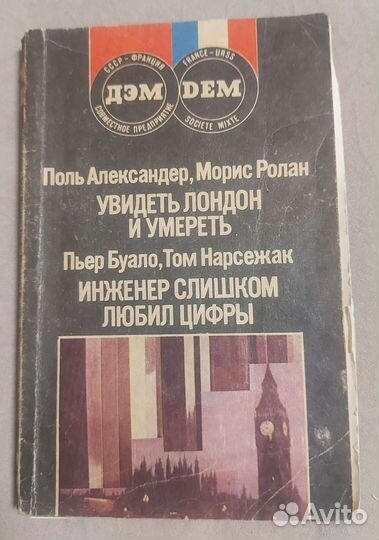 СССР - ФРАНЦИЯ
ДЭМ
СОВМЕСТНОЕ ПРЕДПРИЯТИЕ
FRANCE - URSS
DEM
SOCIETE MIXTE
Поль Александер, Морис Ролан
УВИДЕТЬ ЛОНДОН
И УМЕРЕТЬ
Пьер Буало, Том Нарсежак
ИНЖЕНЕР СЛИШКОМ
ЛЮБИЛ ЦИФРЫ
Avito